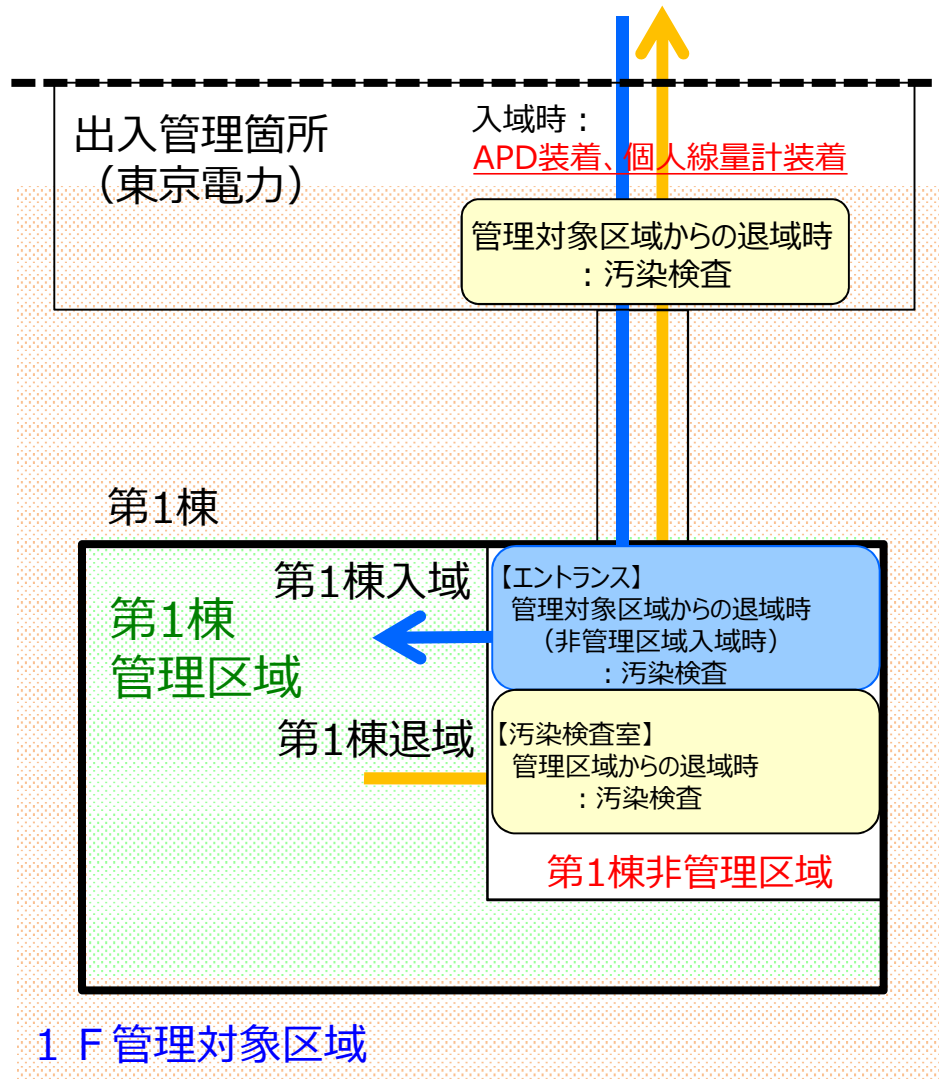 出入管理箇所
（東京電力）
入域時：
APD装着、個人線量計装着
管理対象区域からの退域時
：汚染検査
第1棟
第1棟入域
第1棟
管理区域
【エントランス】
管理対象区域からの退域時
（非管理区域入域時）
：汚染検査
第1棟退域
【汚染検査室】
管理区域からの退域時
：汚染検査
第1棟非管理区域
１Ｆ管理対象区域